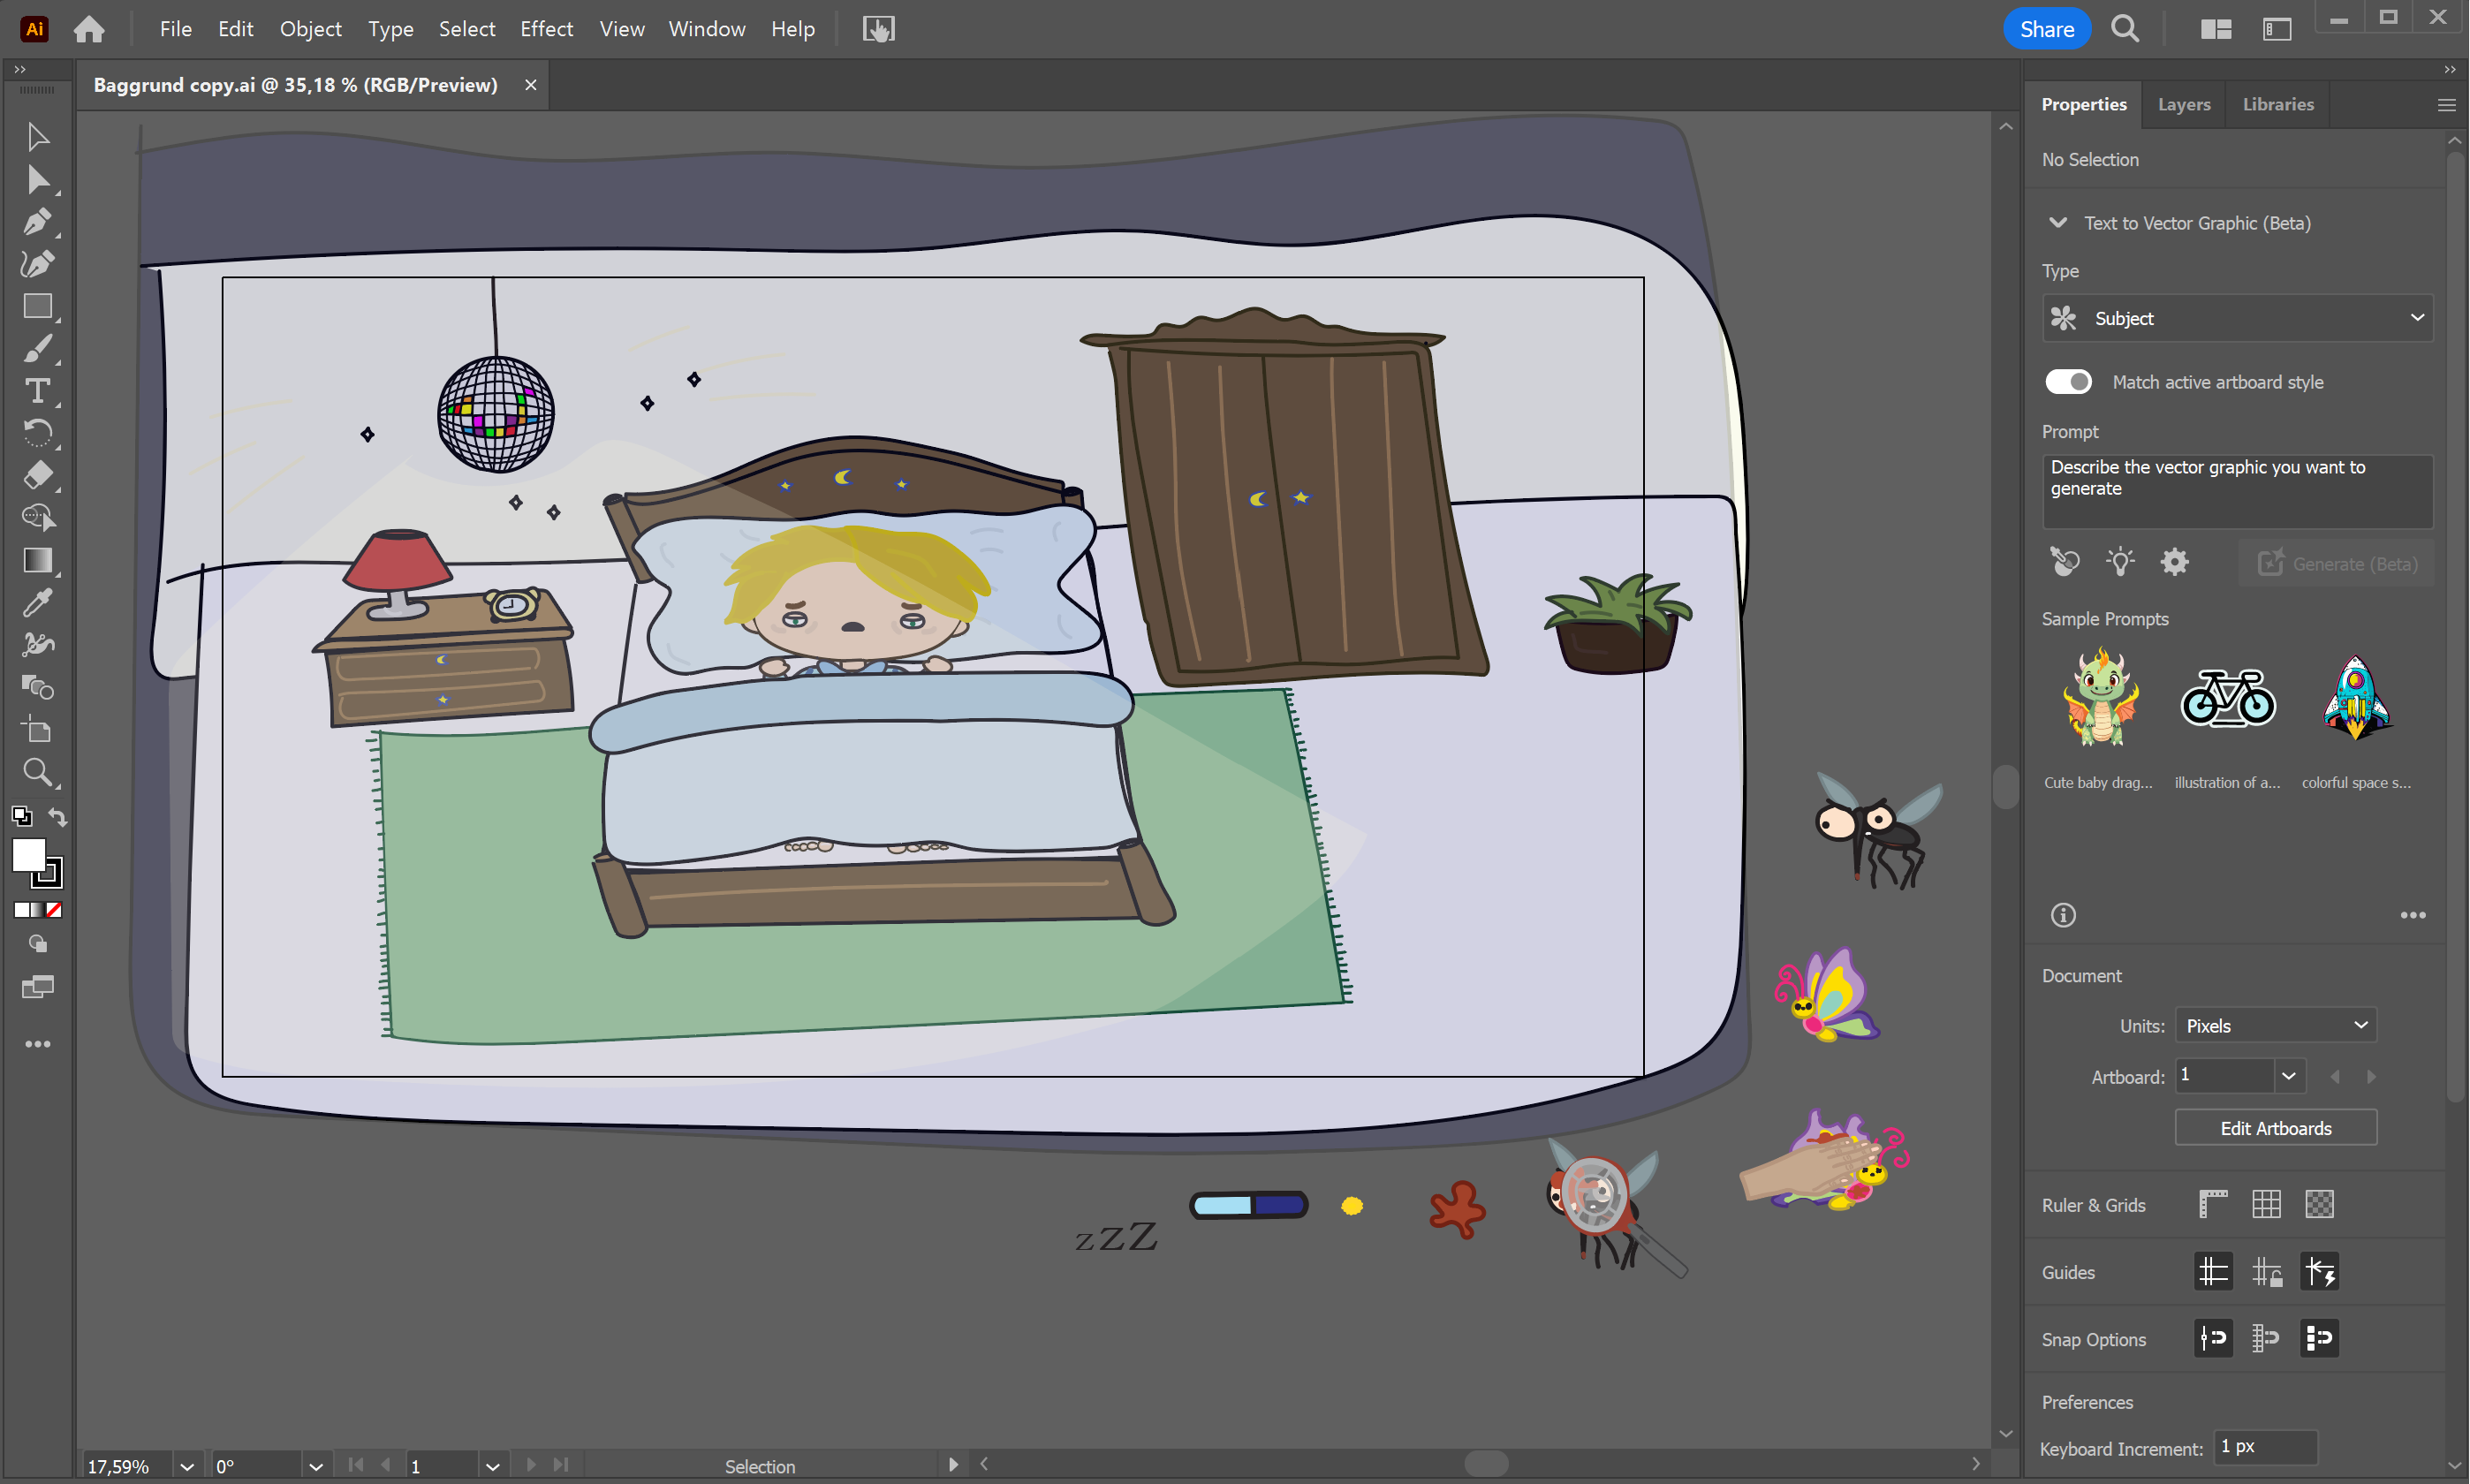 Ai
File Edit Object Type Select Effect View Window Help
Share
Baggrund copy.ai @ 35,18 % (RGB/Preview) ×
Properties Layers Libraries
No Selection
Text to Vector Graphic (Beta)
Type
Subject
Match active artboard style
Prompt
Describe the vector graphic you want to
generate
Generate (Beta)
Sample Prompts
Cute baby drag... illustration of a... colorful space s...
Document
Units: Pixels
Artboard: 1
Edit Artboards
Ruler & Grids
zzZ
Guides
Snap Options
Preferences
Keyboard Increment: 1 px
17,59% 0° 1 Selection